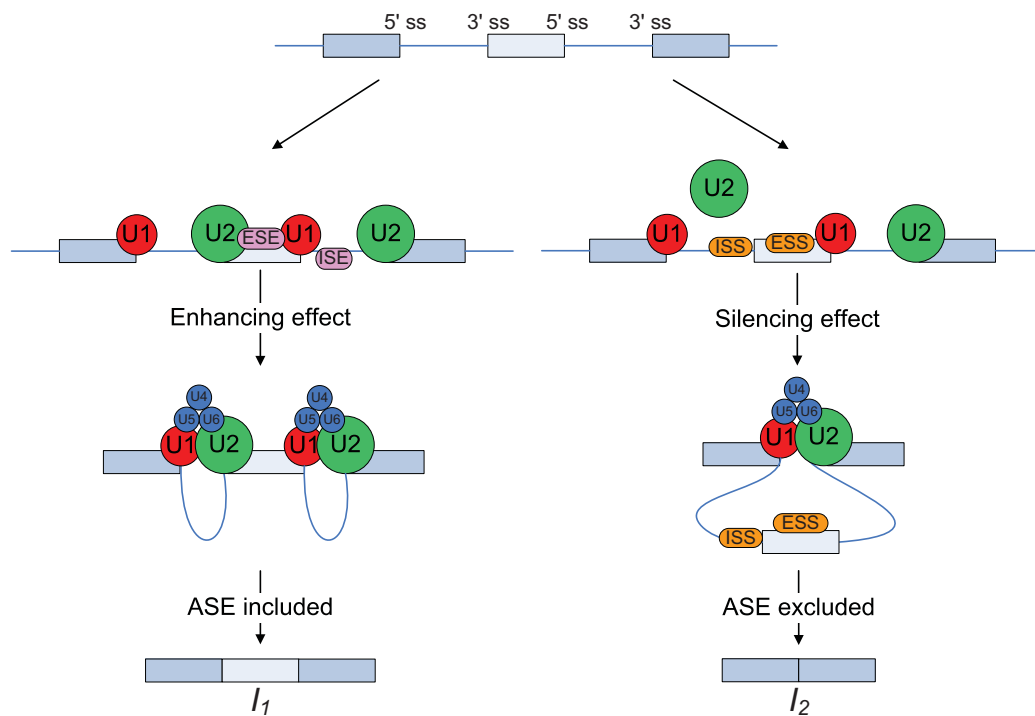 5' ss 3' ss 5' ss 3' ss
U2
U1 U2 ESE U1 U2
ISE
U1 ISS ESS U1 U2
Enhancing effect
Silencing effect
U4 U4
U5 U6 U5 U6
U1 U2 U1 U2
U4
U5 U6
U1 U2
ISS ESS
ASE included
ASE excluded
I1
I2